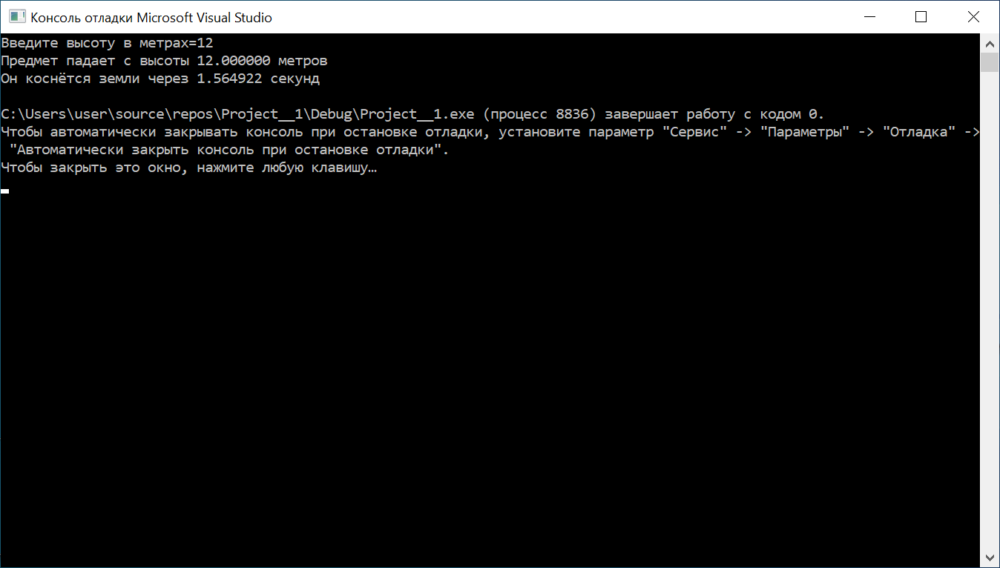 Консоль отладки Microsoft Visual Studio
Введите высоту в метрах=12
Предмет падает с высоты 12.000000 метров
Он коснётся земли через 1.564922 секунд
C:\Users\user\source\repos\Project__1\Debug\Project__1.exe (процесс 8836) завершает работу с кодом 0.
Чтобы автоматически закрывать консоль при остановке отладки, установите параметр "Сервис" -> "Параметры" -> "Отладка" ->
"Автоматически закрыть консоль при остановке отладки".
Чтобы закрыть это окно, нажмите любую клавишу…